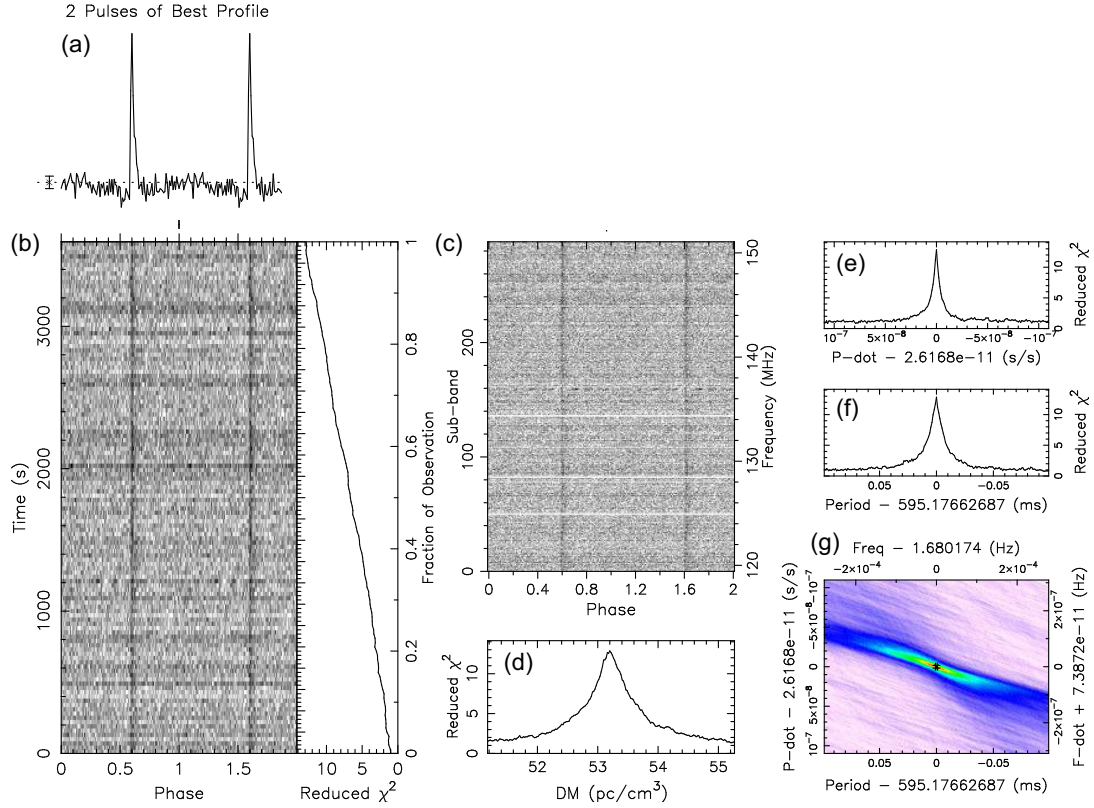 2 Pulses of Best Profile
(a)
(b)
Time (s)
0 1000 2000 3000
0 0.5 1 1.5
Phase
Fraction of Observation
0 0.2 0.4 0.6 0.8 1
10 5 0
Reduced χ²
(c)
Sub-band
0 100 200
Frequency (MHz)
120 130 140 150
0 0.4 0.8 1.2 1.6 2
Phase
(d)
Reduced χ²
0 5 10
52 53 54 55
DM (pc/cm³)
(e)
Reduced χ²
0 5 10
10⁻⁷ 5×10⁻⁸ 0 -5×10⁻⁸ -10⁻⁷
P-dot - 2.6168e-11 (s/s)
(f)
Reduced χ²
0 5 10
0.05 0 -0.05
Period - 595.17662687 (ms)
(g)
Freq - 1.680174 (Hz)
-2×10⁻⁴ 0 2×10⁻⁴
P-dot - 2.6168e-11 (s/s)
10⁻⁷ 5×10⁻⁸ 0 -5×10⁻⁸ -10⁻⁷
F-dot + 7.3872e-11 (Hz)
-2×10⁻⁷ 0 2×10⁻⁷
0.05 0 -0.05
Period - 595.17662687 (ms)